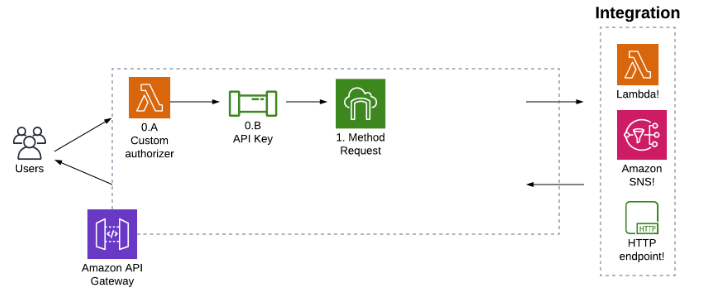 Integration
0.A
Custom
authorizer
0.B
API Key
1. Method
Request
Users
Amazon API
Gateway
Lambda!
Amazon
SNS!
HTTP
HTTP
endpoint!